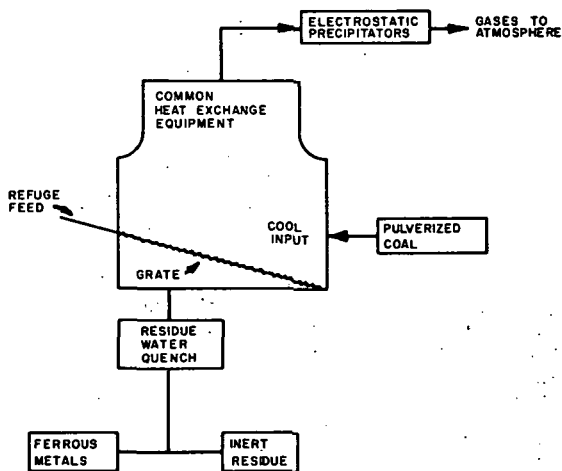 ELECTROSTATIC
PRECIPITATORS
GASES TO
ATMOSPHERE
COMMON
HEAT EXCHANGE
EQUIPMENT
REFUGE
FEED
COOL
INPUT
PULVERIZED
COAL
GRATE
RESIDUE
WATER
QUENCH
FERROUS
METALS
INERT
RESIDUE